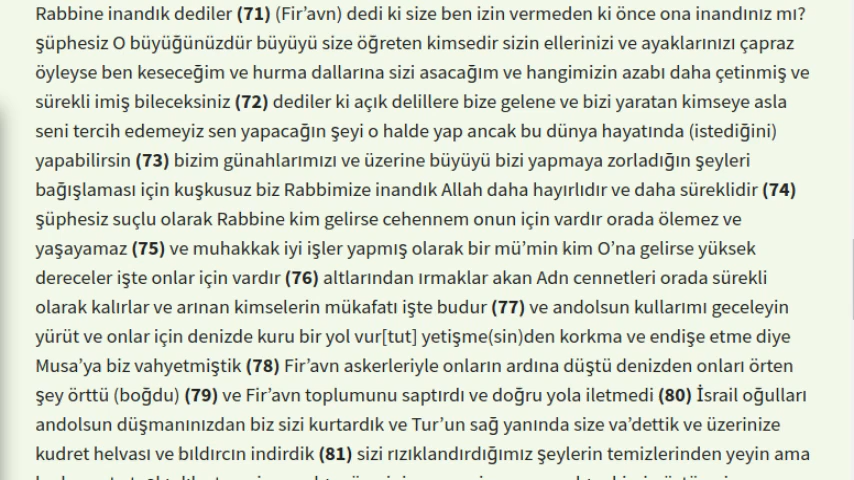 Rabbine inandık dediler (71) (Fir’avn) dedi ki size ben izin vermeden ki önce ona inandınız mı?
şüphesiz O büyüğünüzdür büyüyü size öğreten kimsedir sizin ellerinizi ve ayaklarınızı çapraz
öyleyse ben keseceğim ve hurma dallarına sizi asacağım ve hangimizin azabı daha çetinmiş ve
sürekli imiş bileceksiniz (72) dediler ki açık delillere bize gelene ve bizi yaratan kimseye asla
seni tercih edemeyiz sen yapacağın şeyi o halde yap ancak bu dünya hayatında (istediğini)
yapabilirsin (73) bizim günahlarımızı ve üzerine büyüyü bizi yapmaya zorladığın şeyleri
bağışlaması için kuşkusuz biz Rabbimize inandık Allah daha hayırlıdır ve daha süreklidir (74)
şüphesiz suçlu olarak Rabbine kim gelirse cehennem onun için vardır orada ölemez ve
yaşayamaz (75) ve muhakkak iyi işler yapmış olarak bir mü’min kim O’na gelirse yüksek
dereceler işte onlar için vardır (76) altlarından ırmaklar akan Adn cennetleri orada sürekli
olarak kalırlar ve arınan kimselerin mükafatı işte budur (77) ve andolsun kullarımı geceleyin
yürüt ve onlar için denizde kuru bir yol vur[tut] yetişme(sin)den korkma ve endişe etme diye
Musa’ya biz vahyetmiştik (78) Fir’avn askerleriyle onların ardına düştü denizden onları örten
şey örttü (boğdu) (79) ve Fir’avn toplumunu saptırdı ve doğru yola iletmedi (80) İsrail oğulları
andolsun düşmanınızdan biz sizi kurtardık ve Tur’un sağ yanında size va’dettik ve üzerinize
kudret helvası ve bıldırcın indirdik (81) sizi rızıklandırdığımız şeylerin temizlerinden yeyin ama